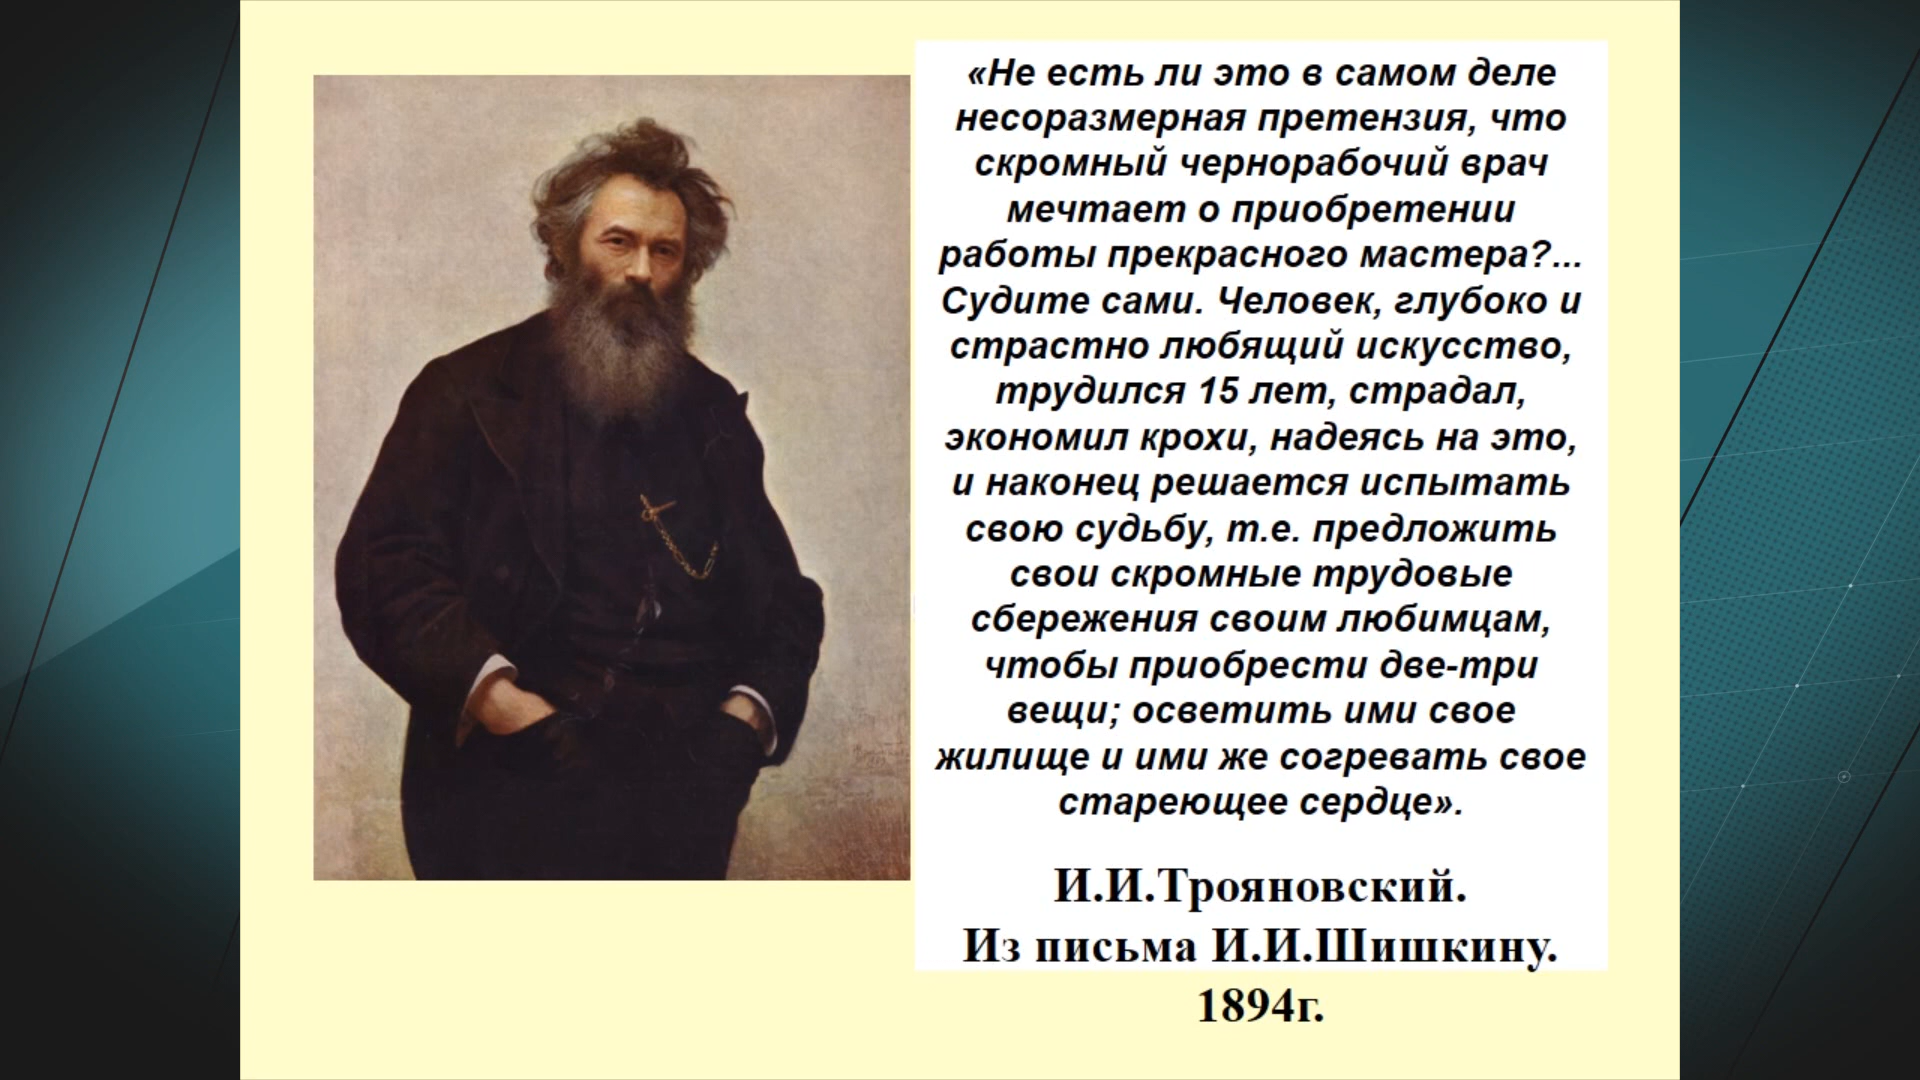 «Не есть ли это в самом деле
несоразмерная претензия, что
скромный чернорабочий врач
мечтает о приобретении
работы прекрасного мастера?...
Судите сами. Человек, глубоко и
страстно любящий искусство,
трудился 15 лет, страдал,
экономил крохи, надеясь на это,
и наконец решается испытать
свою судьбу, т.е. предложить
свои скромные трудовые
сбережения своим любимцам,
чтобы приобрести две-три
вещи; осветить ими свое
жилище и ими же согревать свое
стареющее сердце».
И.И.Трояновский.
Из письма И.И.Шишкину.
1894г.